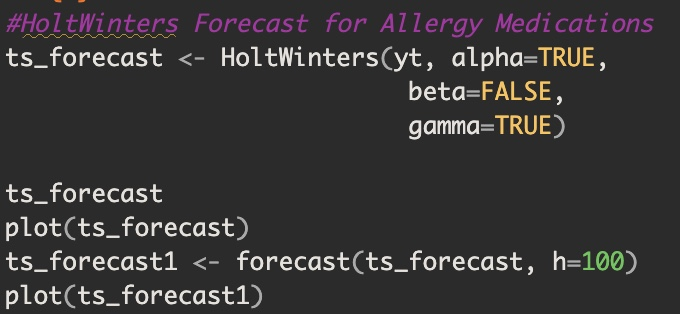 #HoltWinters Forecast for Allergy Medications
ts_forecast <- HoltWinters(yt, alpha=TRUE,
beta=FALSE,
gamma=TRUE)
ts_forecast
plot(ts_forecast)
ts_forecast1 <- forecast(ts_forecast, h=100)
plot(ts_forecast1)